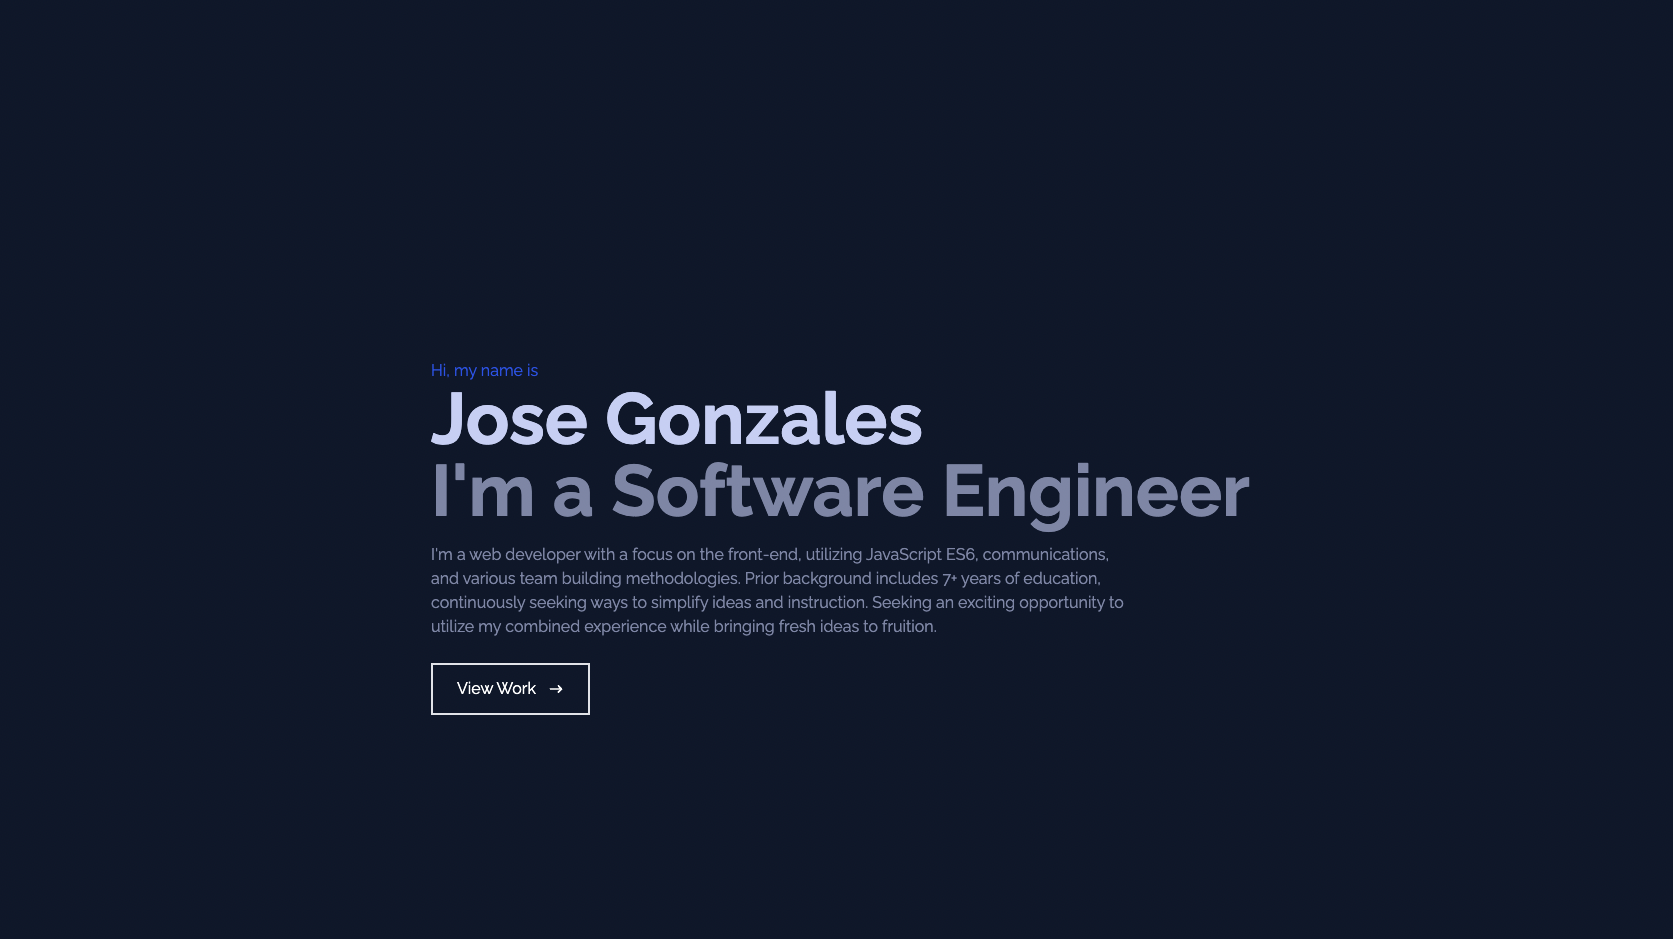 Hi, my name is
Jose Gonzales
I'm a Software Engineer
I'm a web developer with a focus on the front-end, utilizing JavaScript ES6, communications,
and various team building methodologies. Prior background includes 7+ years of education,
continuously seeking ways to simplify ideas and instruction. Seeking an exciting opportunity to
utilize my combined experience while bringing fresh ideas to fruition.
View Work →